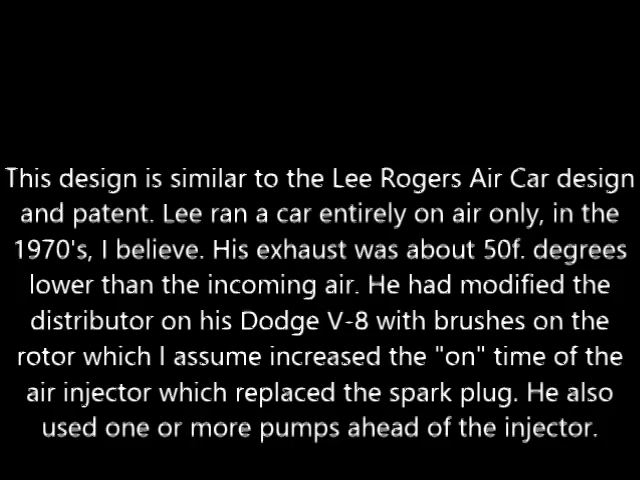 This design is similar to the Lee Rogers Air Car design
and patent. Lee ran a car entirely on air only, in the
1970's, I believe. His exhaust was about 50f. degrees
lower than the incoming air. He had modified the
distributor on his Dodge V-8 with brushes on the
rotor which I assume increased the "on" time of the
air injector which replaced the spark plug. He also
used one or more pumps ahead of the injector.